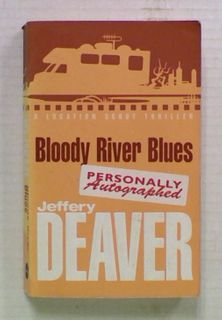 A LOCATION SCOUT THRILLER
Bloody River Blues
PERSONALLY
Autographed
Jeffery
DEAVER